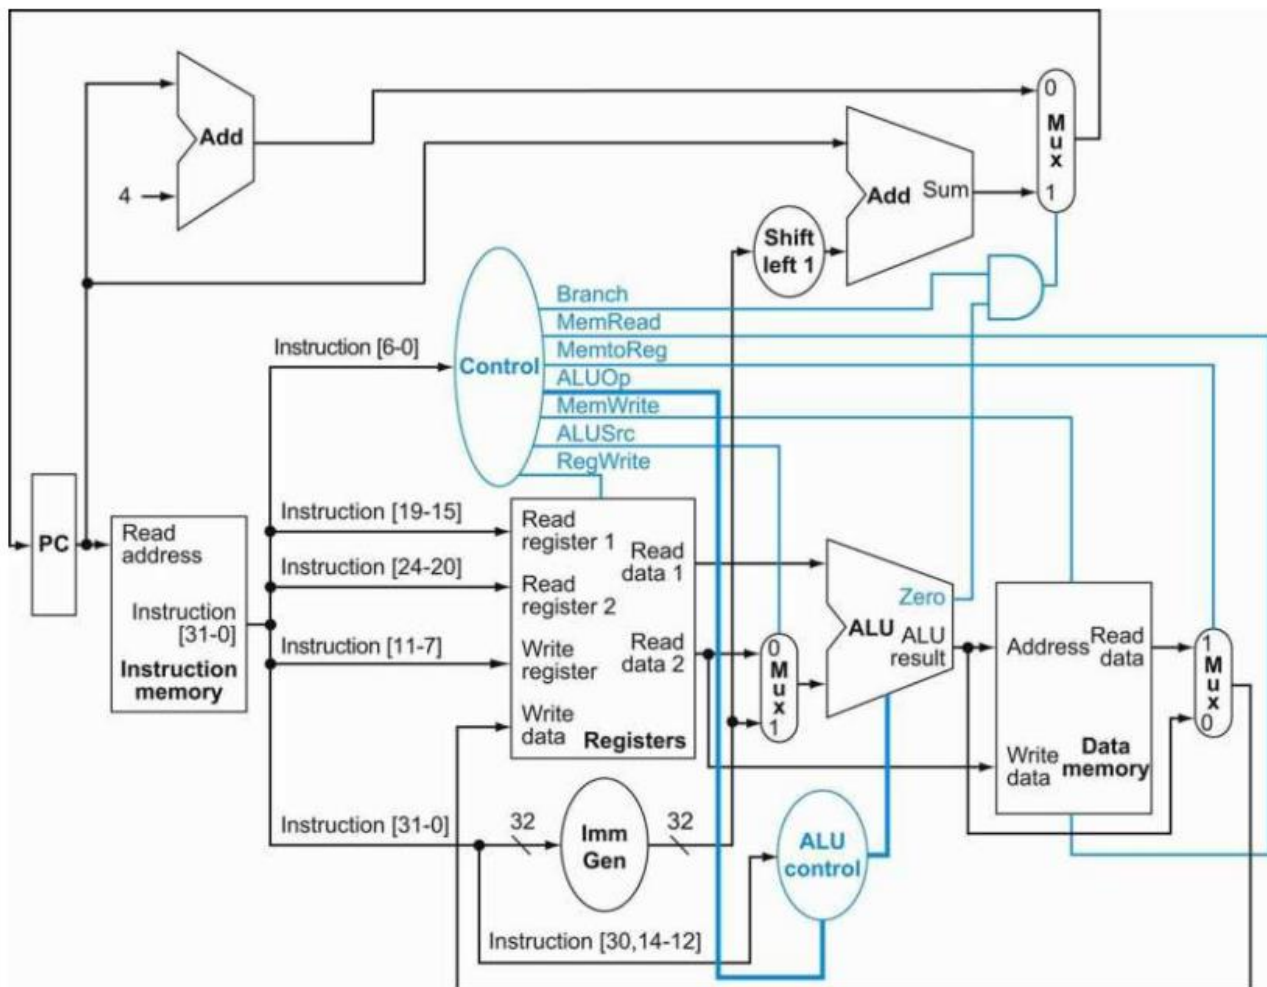 0
M
u
x
1
Add
4
Add Sum
Shift
left 1
Branch
MemRead
Instruction [6-0]
MemtoReg
Control
ALUOp
MemWrite
ALUSrc
RegWrite
PC
Read
address
Instruction
[31-0]
Instruction
memory
Instruction [19-15]
Instruction [24-20]
Instruction [11-7]
Read
register 1
Read
data 1
Read
register 2
Write
register
Read
data 2
Write
data
Registers
0
M
u
x
1
Zero
ALU
ALU
result
Address
Read
data
Write
data
Data
memory
1
M
u
x
0
Instruction [31-0]
32
Imm
Gen
32
ALU
control
Instruction [30,14-12]